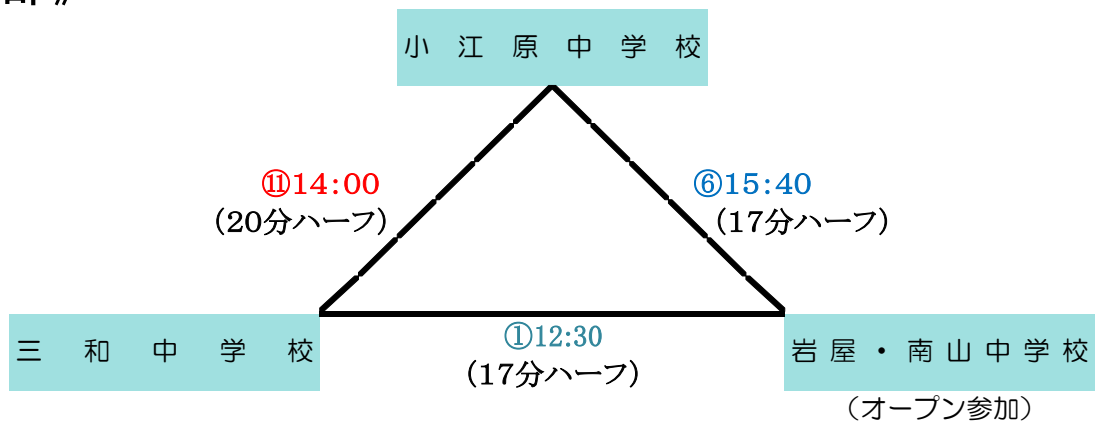 小江原中学校
⑪14:00
(20分ハーフ)
⑥15:40
(17分ハーフ)
三和中学校
①12:30
(17分ハーフ)
岩屋・南山中学校
(オープン参加)